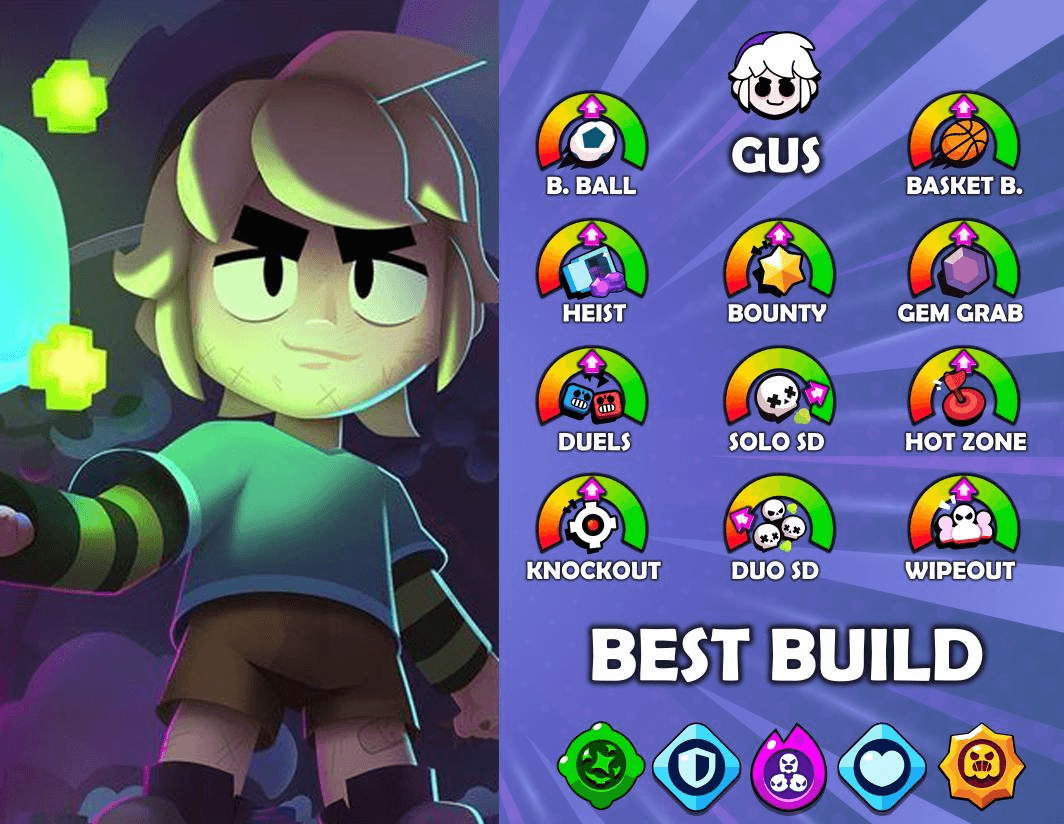 GUS
B. BALL
BASKET B.
HEIST
BOUNTY
GEM GRAB
DUELS
SOLO SD
HOT ZONE
KNOCKOUT
DUO SD
WIPEOUT
BEST BUILD